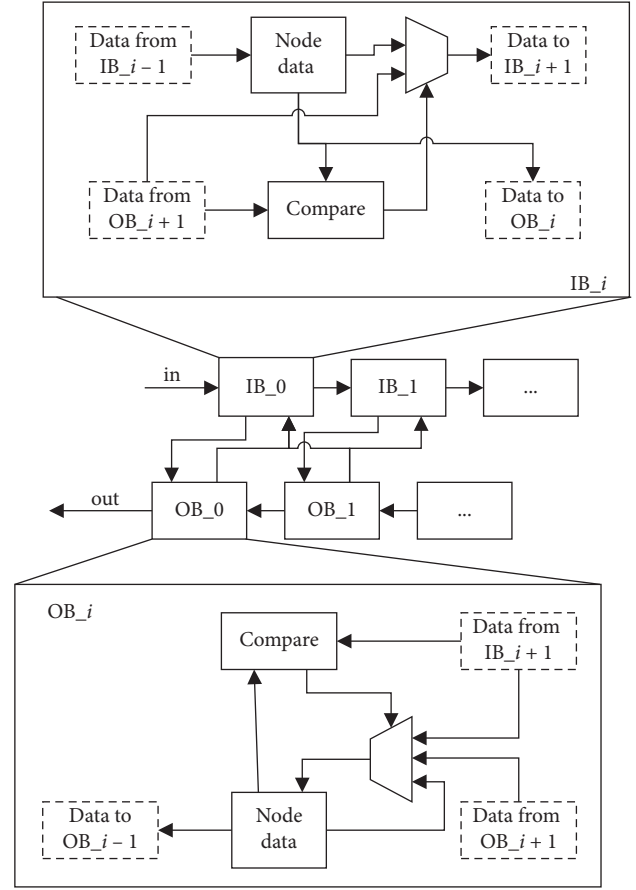 Data from
IB_i – 1
Node
data
Data to
IB_i + 1
Data from
OB_i + 1
Compare
Data to
OB_i
IB_i
in
IB_0
IB_1
...
out
OB_0
OB_1
...
OB_i
Compare
Data from
IB_i + 1
Data to
OB_i – 1
Node
data
Data from
OB_i + 1